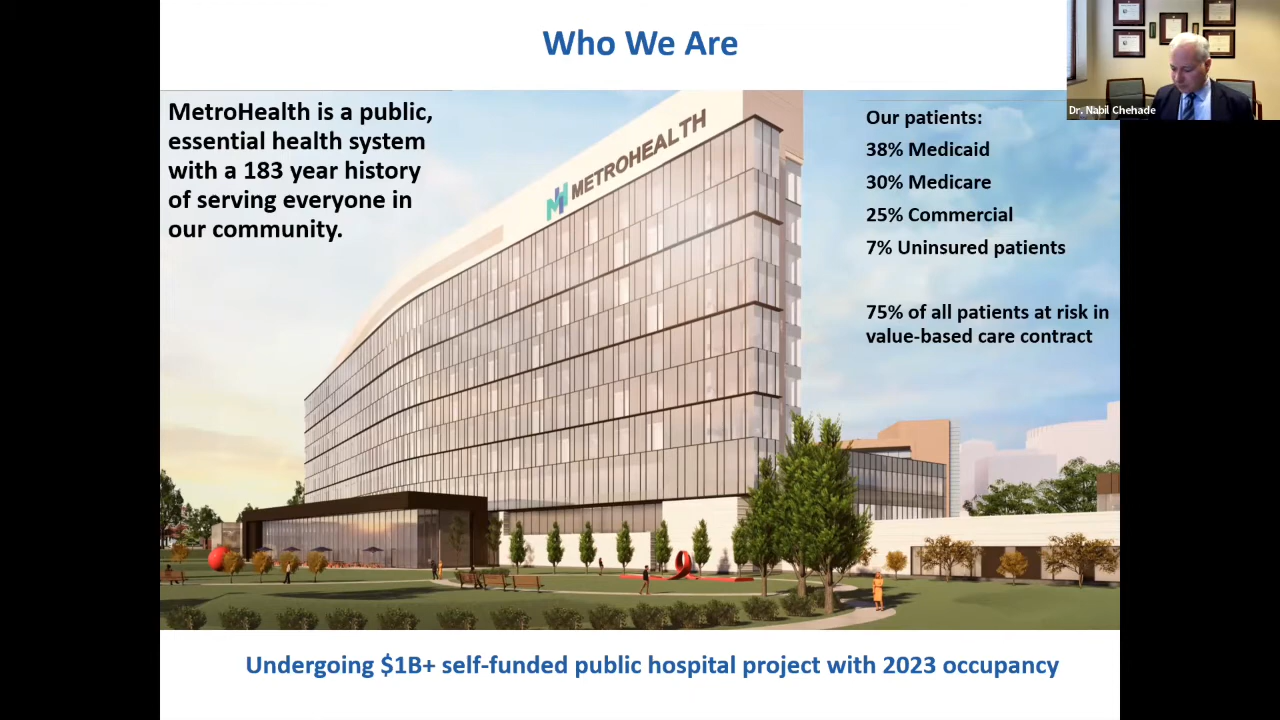 Who We Are
MetroHealth is a public,
essential health system
with a 183 year history
of serving everyone in
our community.
METROHEALTH
Our patients:
38% Medicaid
30% Medicare
25% Commercial
7% Uninsured patients
75% of all patients at risk in
value-based care contract
Dr. Nabil Chehade
Undergoing $1B+ self-funded public hospital project with 2023 occupancy